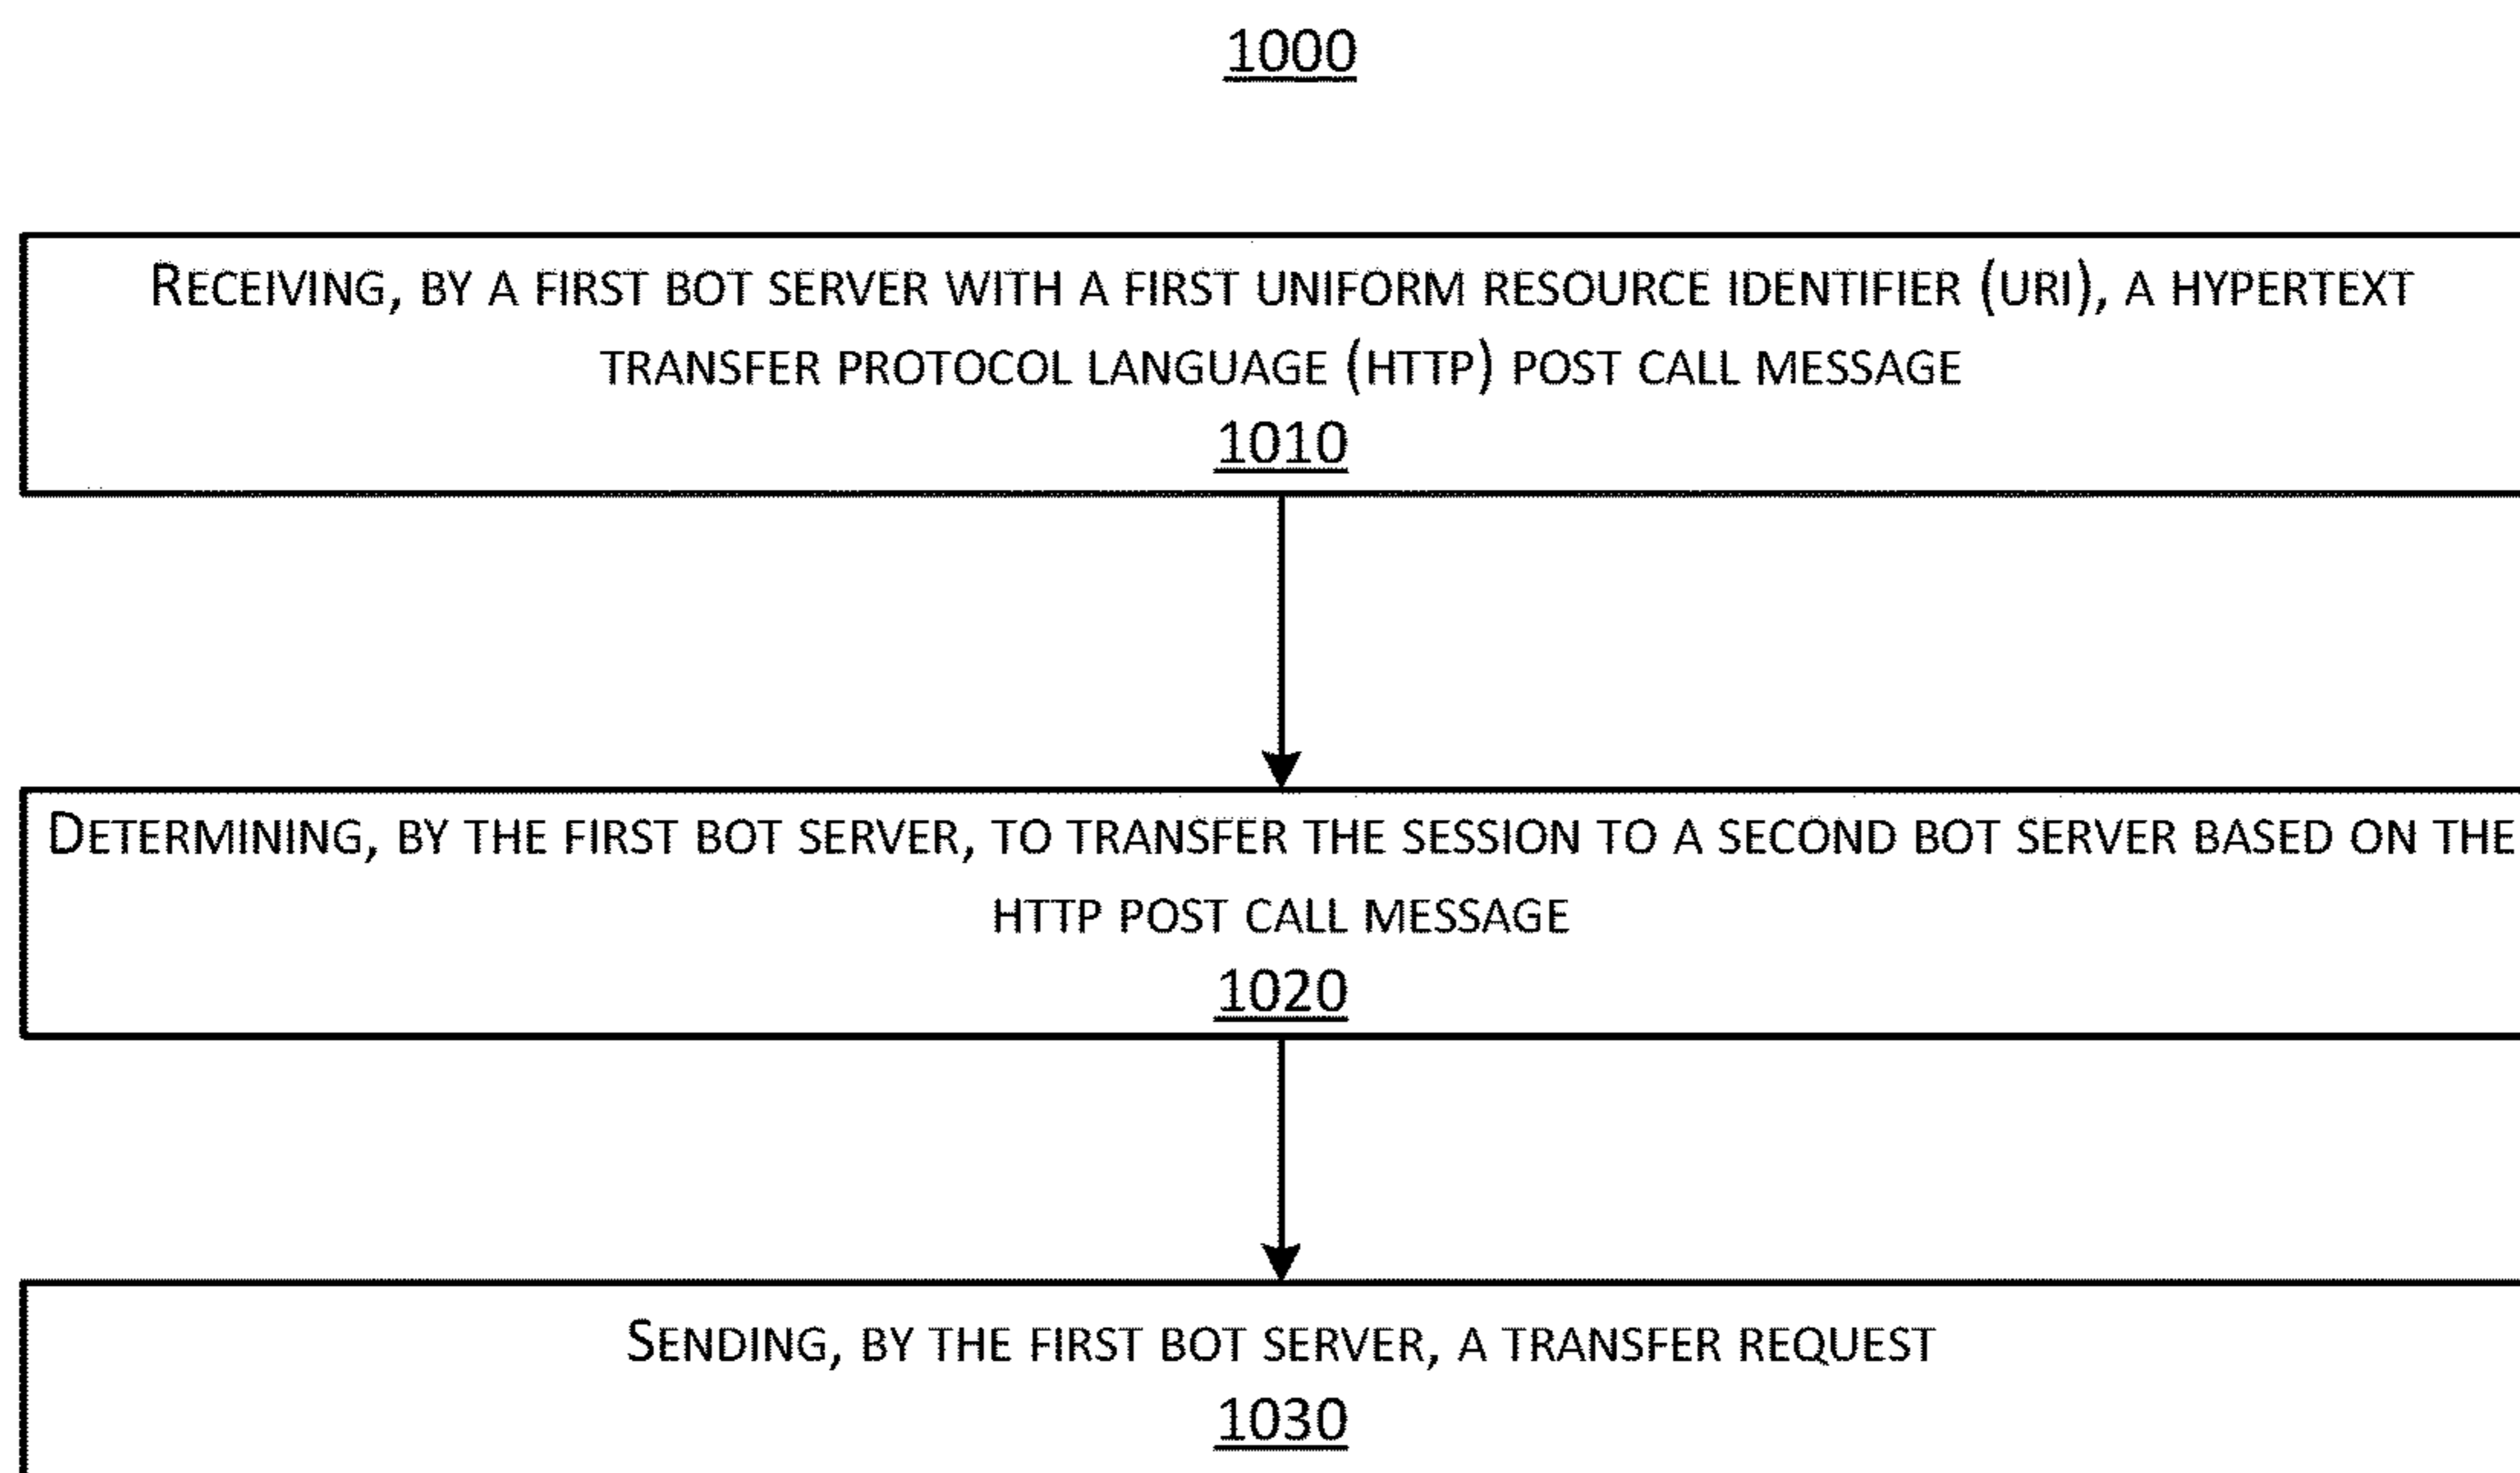 1000
RECEIVING, BY A FIRST BOT SERVER WITH A FIRST UNIFORM RESOURCE IDENTIFIER (URI), A HYPERTEXT
TRANSFER PROTOCOL LANGUAGE (HTTP) POST CALL MESSAGE
1010
DETERMINING, BY THE FIRST BOT SERVER, TO TRANSFER THE SESSION TO A SECOND BOT SERVER BASED ON THE
HTTP POST CALL MESSAGE
1020
SENDING, BY THE FIRST BOT SERVER, A TRANSFER REQUEST
1030